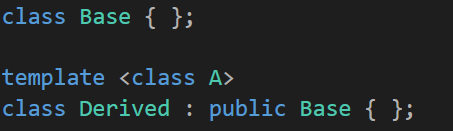 class Base { };
template <class A>
class Derived : public Base { };